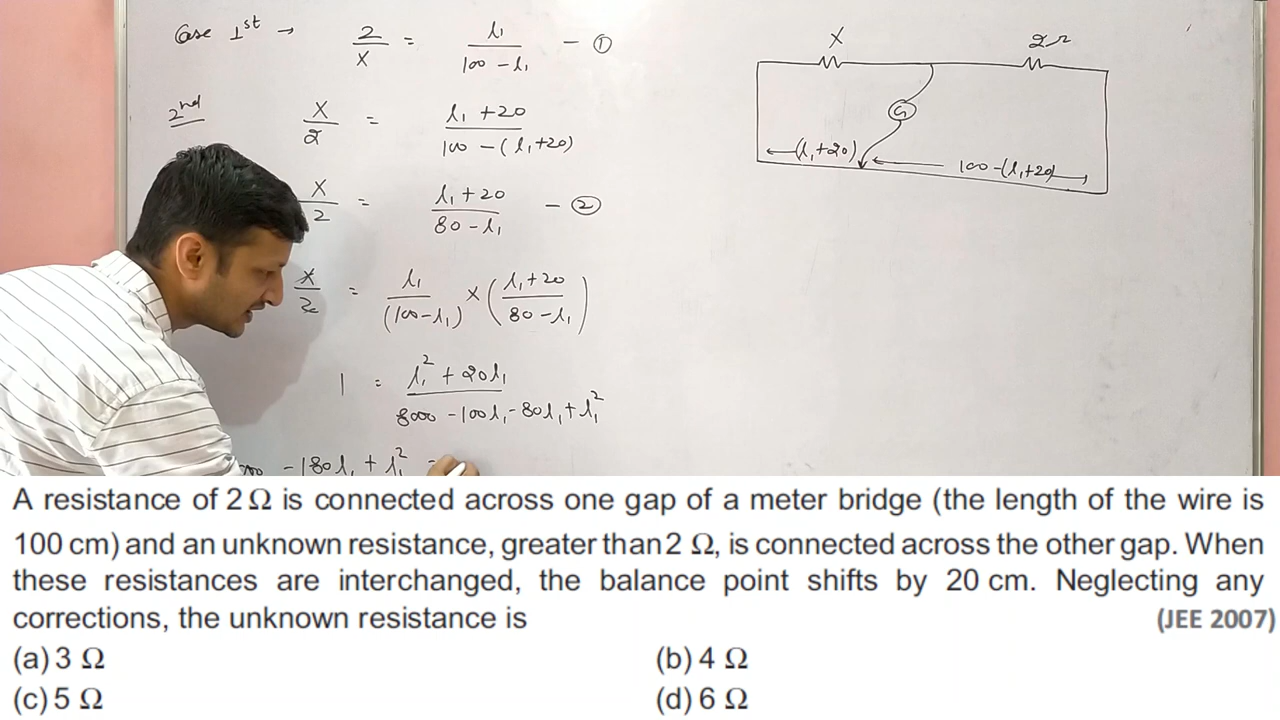 Case 1st → 2/X = l₁/(100 - l₁) - ①
2nd X/2 = (l₁ + 20)/(100 - (l₁+20))
X/2 = (l₁ + 20)/(80 - l₁) - ②
= l₁/(100-l₁) × ((l₁+20)/(80-l₁))
1 = (l₁² + 20l₁)/(8000 - 100l₁ - 80l₁ + l₁²)
- 180l₁ + l₁² =
X 2Ω
G
(l₁+20) 100-(l₁+20)
A resistance of 2 Ω is connected across one gap of a meter bridge (the length of the wire is
100 cm) and an unknown resistance, greater than 2 Ω, is connected across the other gap. When
these resistances are interchanged, the balance point shifts by 20 cm. Neglecting any
corrections, the unknown resistance is (JEE 2007)
(a) 3 Ω (b) 4 Ω
(c) 5 Ω (d) 6 Ω